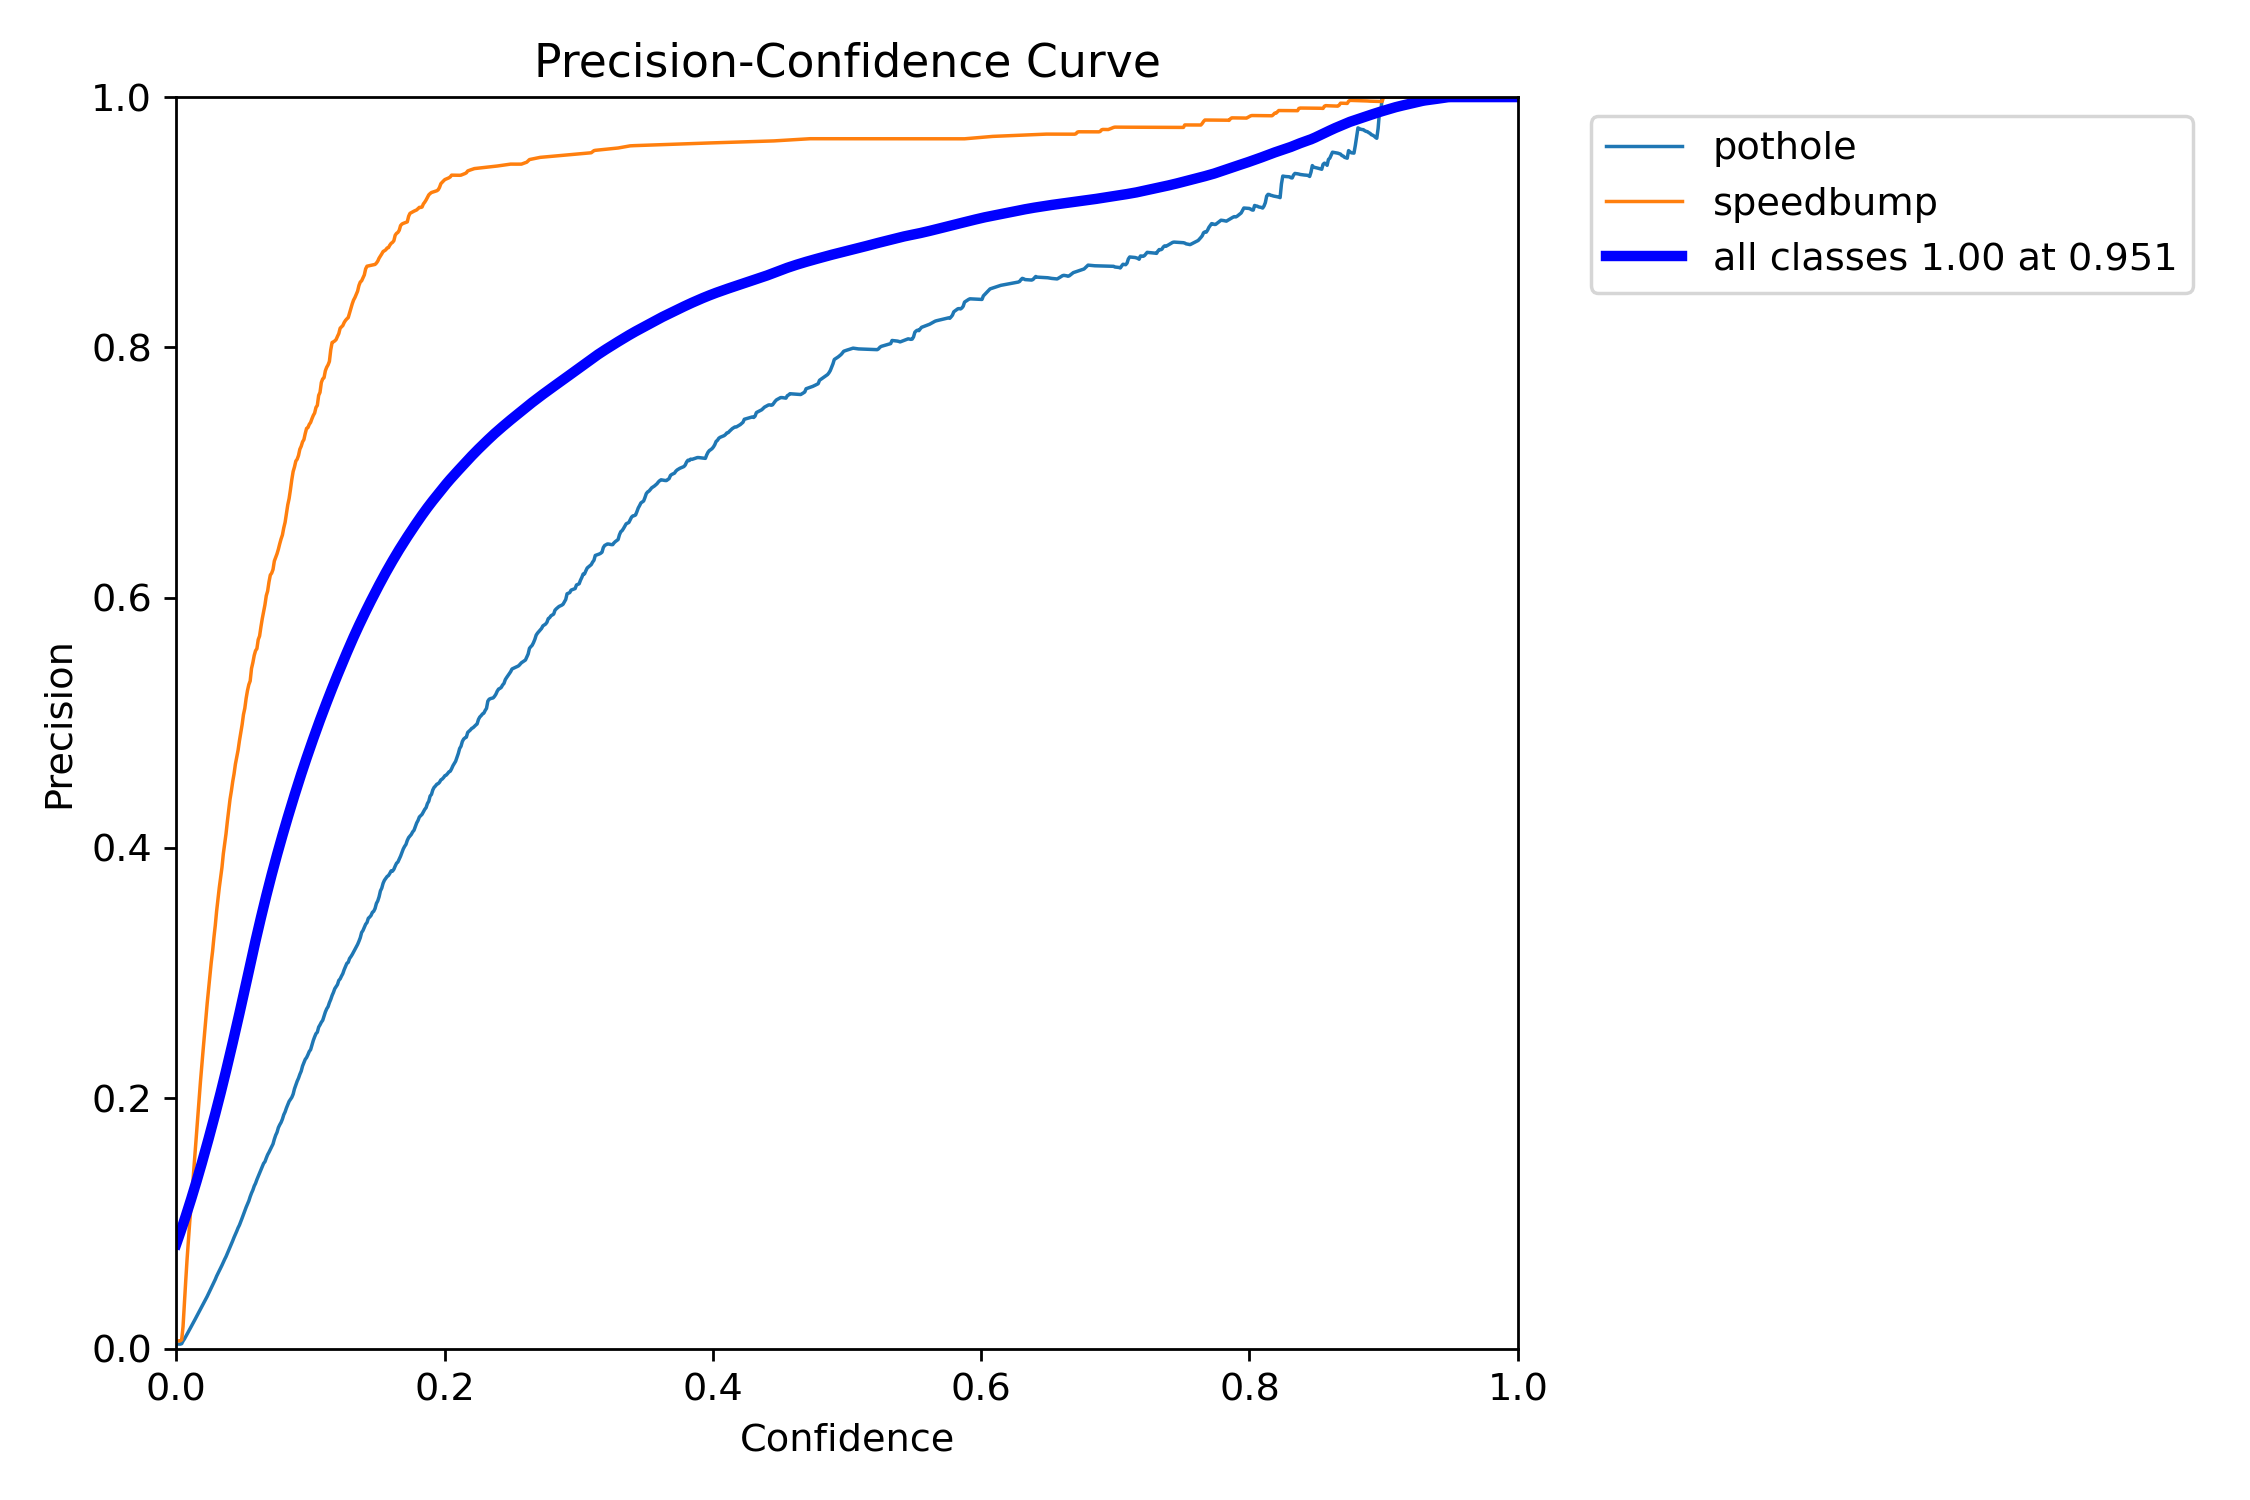 Precision-Confidence Curve
1.0
0.8
0.6
0.4
0.2
0.0
Precision
0.0 0.2 0.4 0.6 0.8 1.0
Confidence
pothole
speedbump
all classes 1.00 at 0.951